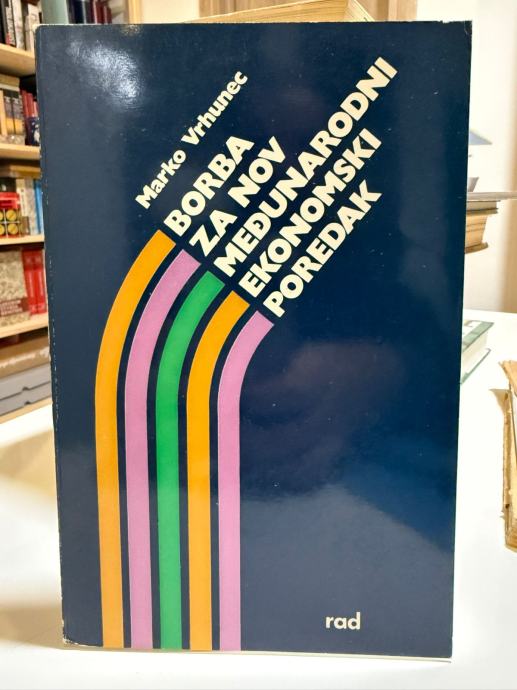 Marko Vrhunec
BORBA
ZA NOV
MEĐUNARODNI
EKONOMSKI
POREDAK
rad